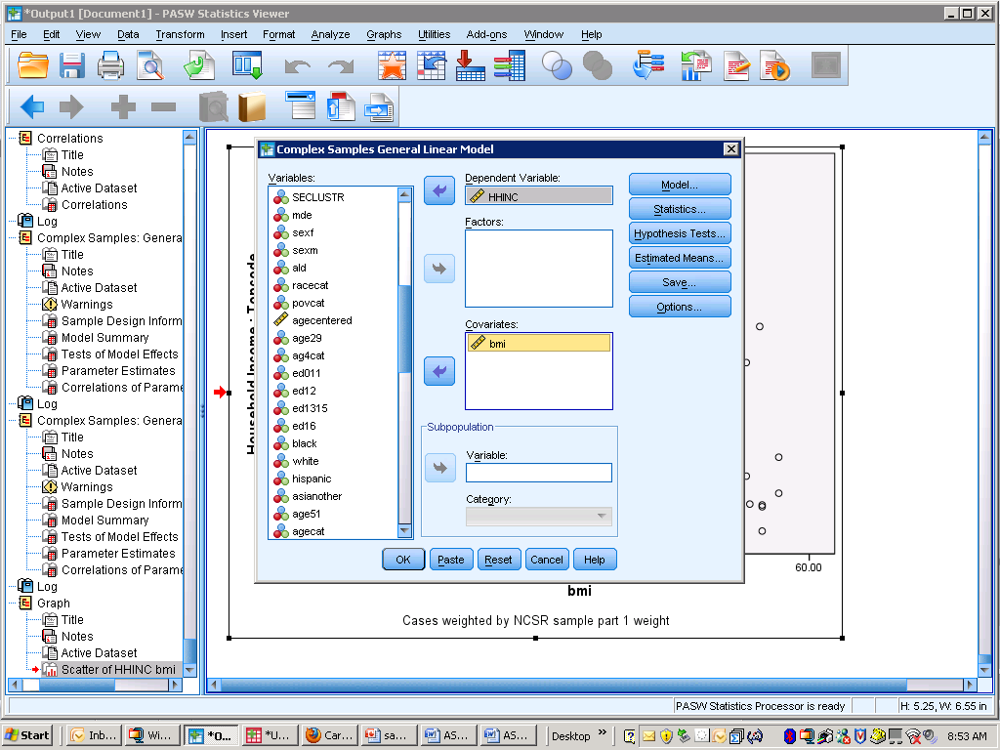 *Output1 [Document1] - PASW Statistics Viewer
File Edit View Data Transform Insert Format Analyze Graphs Utilities Add-ons Window Help
Correlations
Title
Notes
Active Dataset
Correlations
Log
Complex Samples: Genera
Title
Notes
Active Dataset
Warnings
Sample Design Inform
Model Summary
Tests of Model Effects
Parameter Estimates
Correlations of Parame
Log
Complex Samples: Genera
Title
Notes
Active Dataset
Warnings
Sample Design Inform
Model Summary
Tests of Model Effects
Parameter Estimates
Correlations of Parame
Log
Graph
Title
Notes
Active Dataset
Scatter of HHINC bmi
Household Income : Topcode
Complex Samples General Linear Model
Variables:
SECLUSTR
mde
sexf
sexm
ald
racecat
povcat
agecentered
age29
ag4cat
ed011
ed12
ed1315
ed16
black
white
hispanic
asianother
age51
agecat
Dependent Variable:
HHINC
Factors:
Covariates:
bmi
Subpopulation
Variable:
Category:
Model...
Statistics...
Hypothesis Tests...
Estimated Means...
Save...
Options...
OK Paste Reset Cancel Help
60.00
bmi
Cases weighted by NCSR sample part 1 weight
PASW Statistics Processor is ready H: 5.25, W: 6.55 in
Start Inb... Wi... *O... *U... Car... sa... AS... AS... Desktop » 8:53 AM